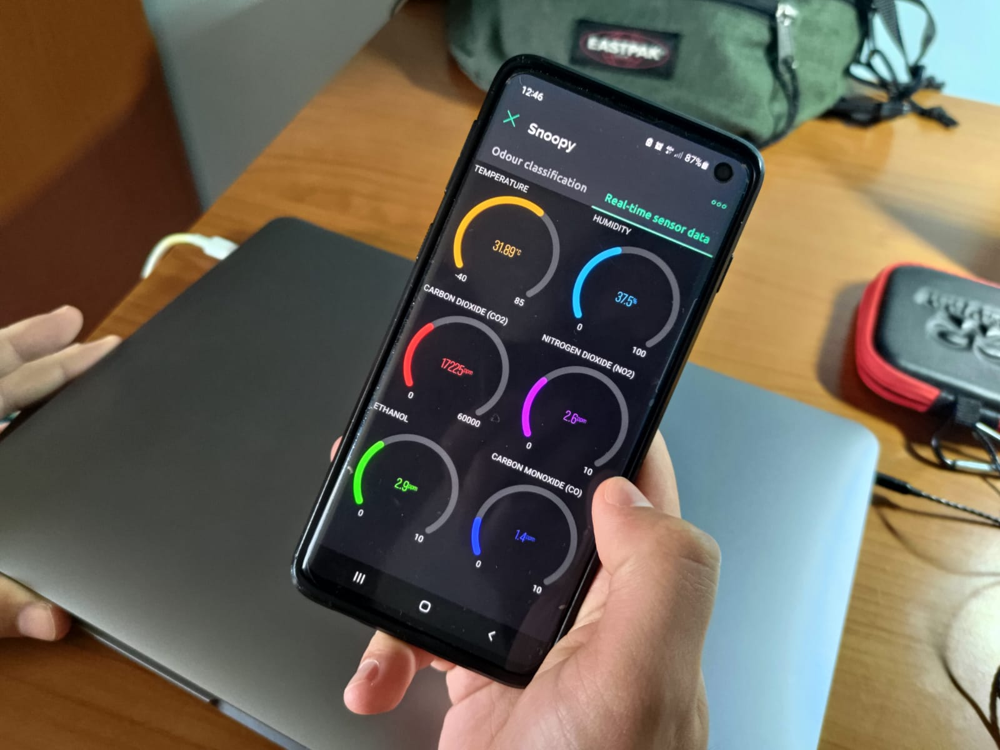 EASTPAK
12:46
87%
Snoopy
Odour classification
Real-time sensor data
TEMPERATURE
31.89°C
-40
85
HUMIDITY
37.5%
0
100
CARBON DIOXIDE (CO2)
17225ppm
0
60000
NITROGEN DIOXIDE (NO2)
2.6ppm
0
10
ETHANOL
2.9ppm
0
10
CARBON MONOXIDE (CO)
1.4ppm
0
10